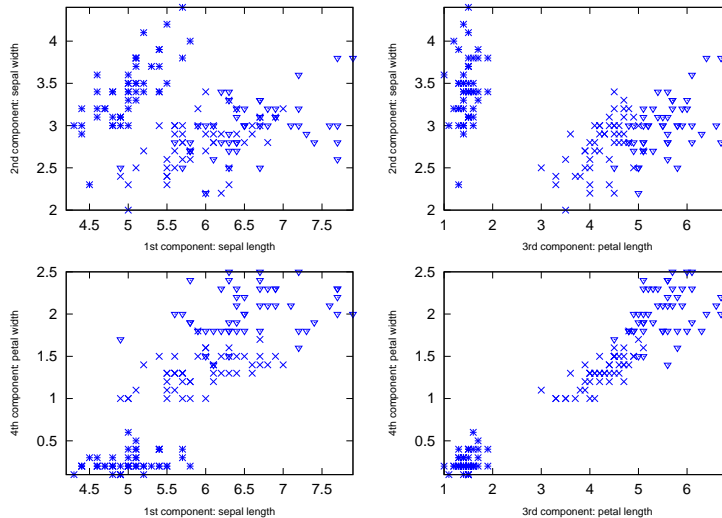 4
3.5
3
2.5
2
4.5 5 5.5 6 6.5 7 7.5
2nd component: sepal width
1st component: sepal length
4
3.5
3
2.5
2
1 2 3 4 5 6
2nd component: sepal width
3rd component: petal length
2.5
2
1.5
1
0.5
4.5 5 5.5 6 6.5 7 7.5
4th component: petal width
1st component: sepal length
2.5
2
1.5
1
0.5
1 2 3 4 5 6
4th component: petal width
3rd component: petal length